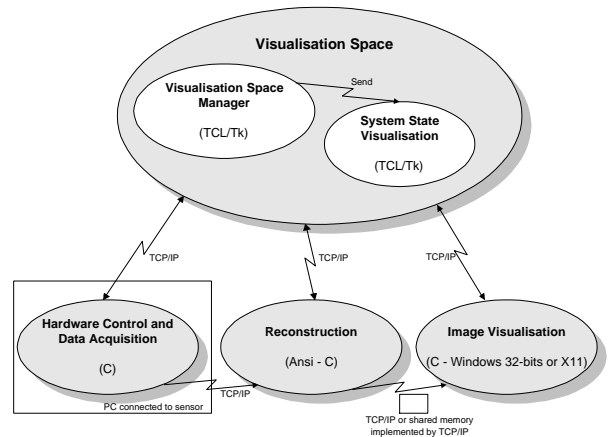 Visualisation Space
Visualisation Space
Manager
(TCL/Tk)
Send
System State
Visualisation
(TCL/Tk)
TCP/IP
TCP/IP
TCP/IP
Hardware Control and
Data Acquisition
(C)
Reconstruction
(Ansi - C)
Image Visualisation
(C - Windows 32-bits or X11)
PC connected to sensor
TCP/IP
TCP/IP or shared memory
implemented by TCP/IP